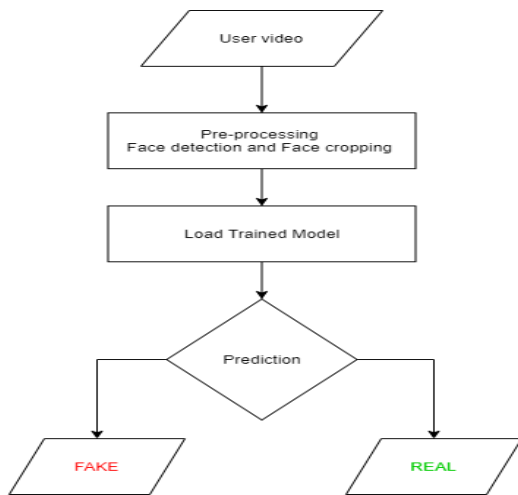 User video
Pre-processing
Face detection and Face cropping
Load Trained Model
Prediction
FAKE
REAL